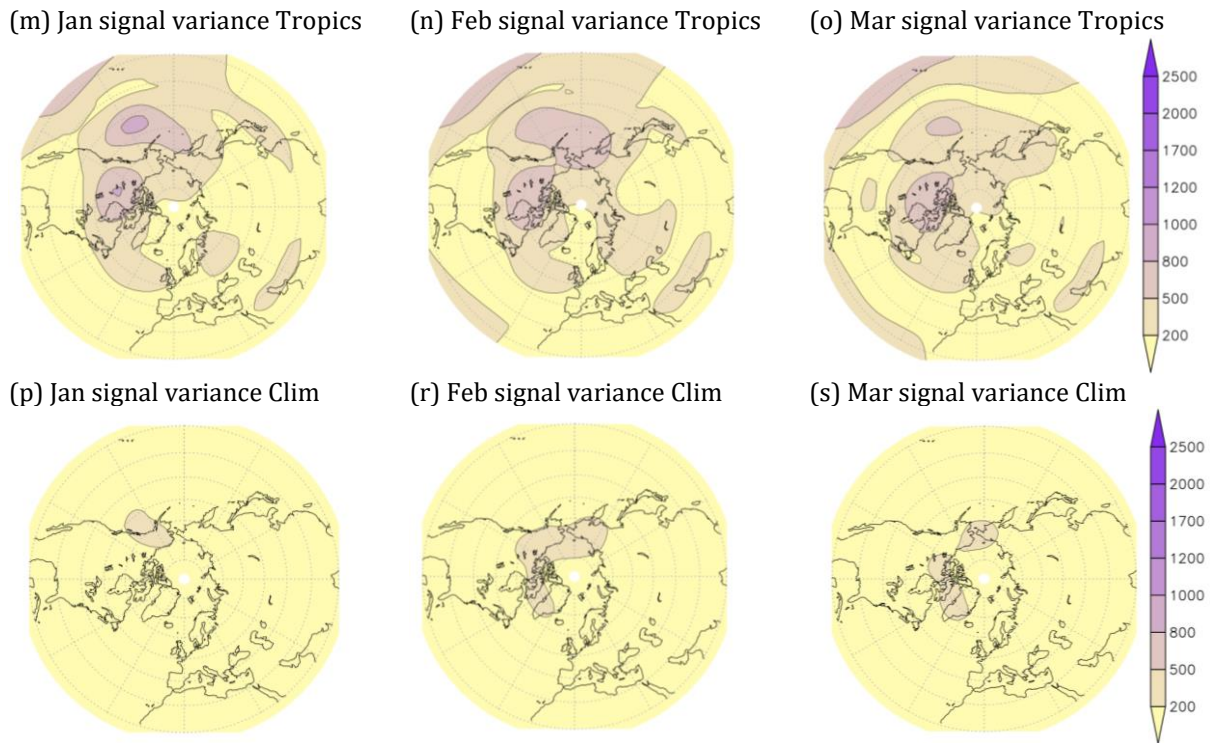 (m) Jan signal variance Tropics
(n) Feb signal variance Tropics
(o) Mar signal variance Tropics
2500
2000
1700
1200
1000
800
500
200
(p) Jan signal variance Clim
(r) Feb signal variance Clim
(s) Mar signal variance Clim
2500
2000
1700
1200
1000
800
500
200